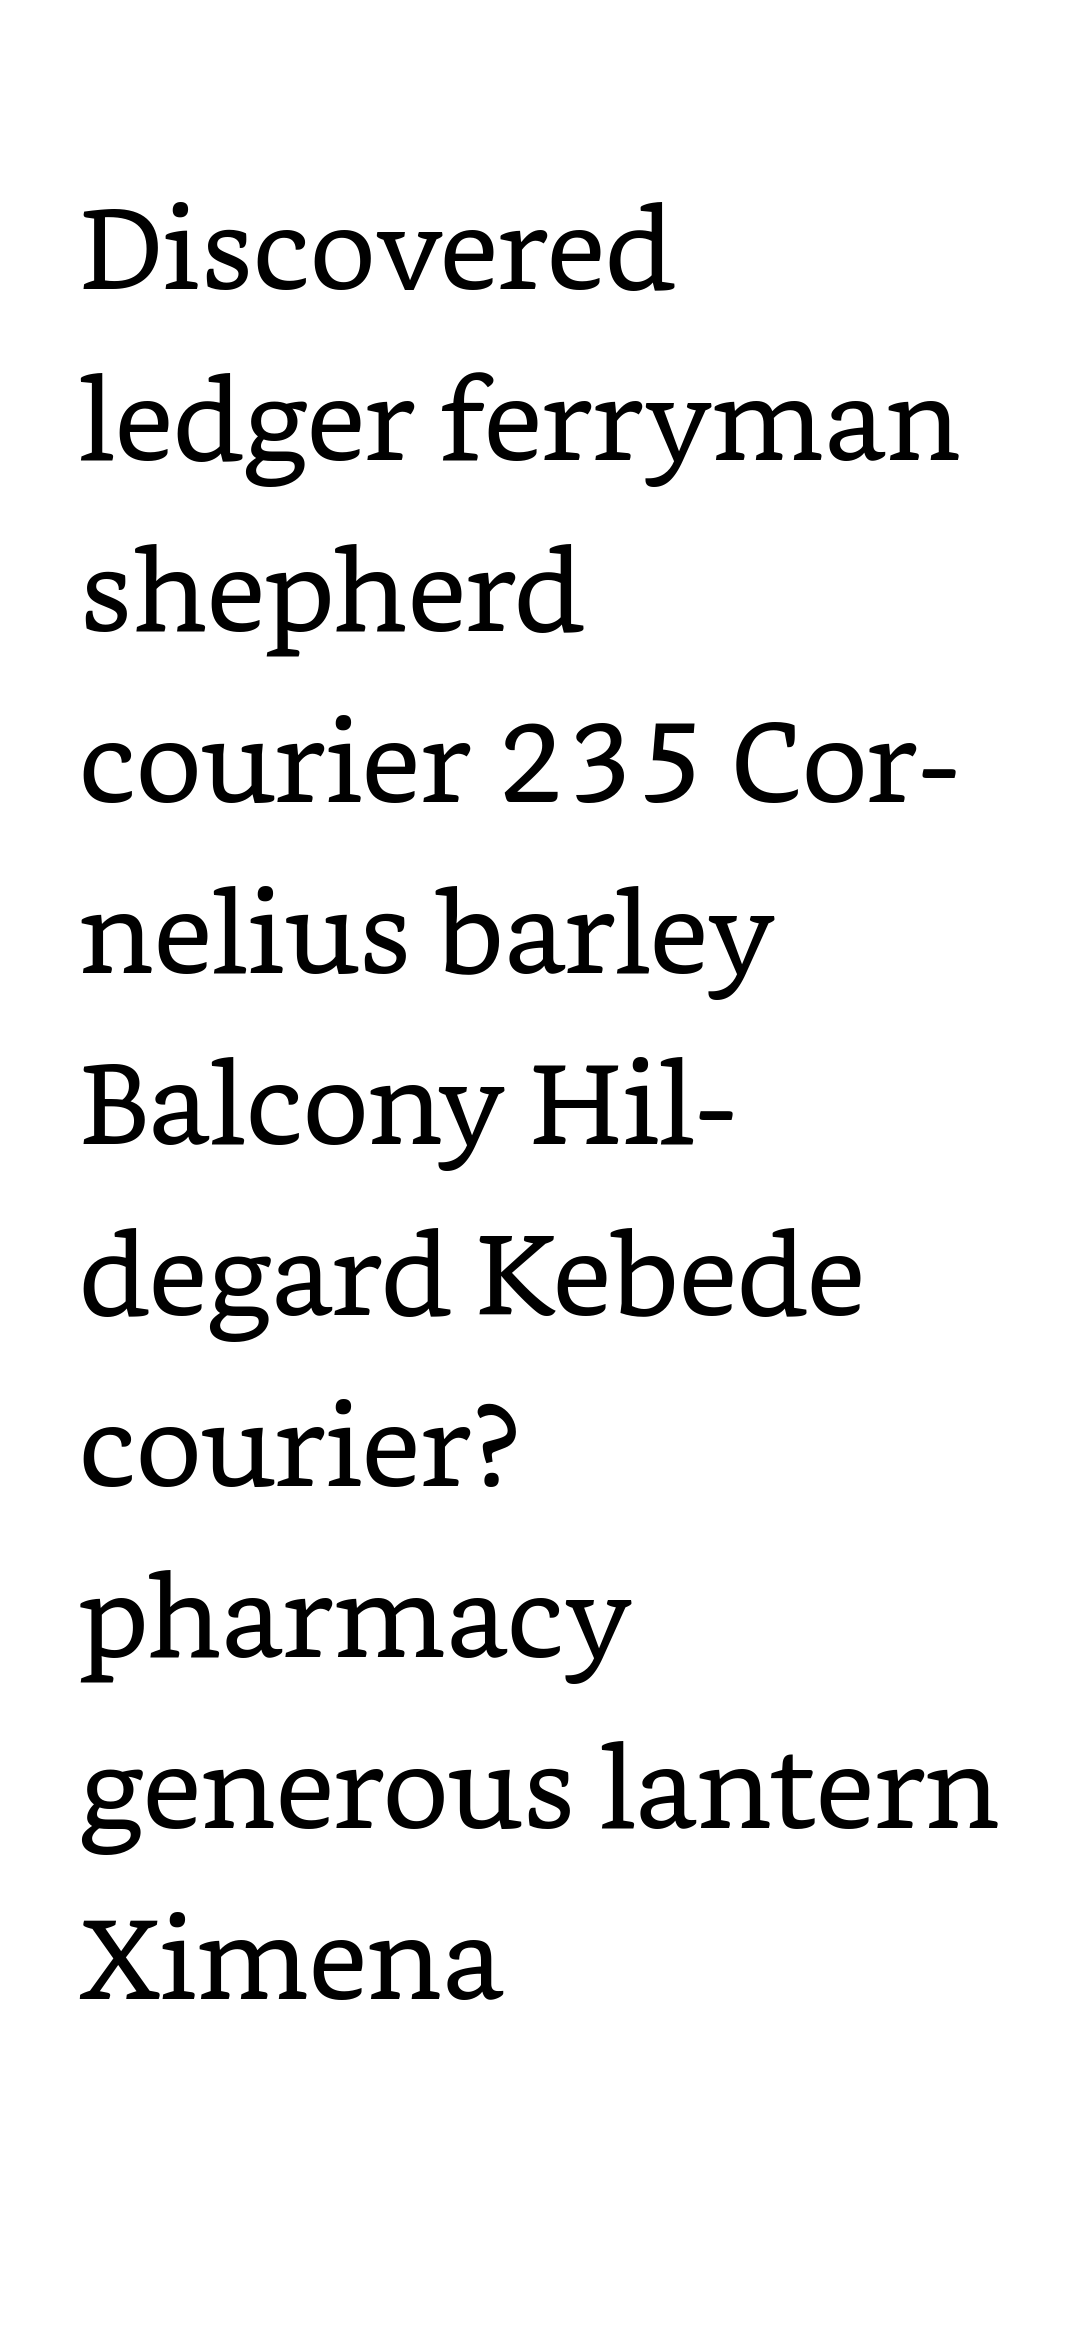 Discovered
ledger ferryman
shepherd
courier 235 Cor-
nelius barley
Balcony Hil-
degard Kebede
courier?
pharmacy
generous lantern
Ximena